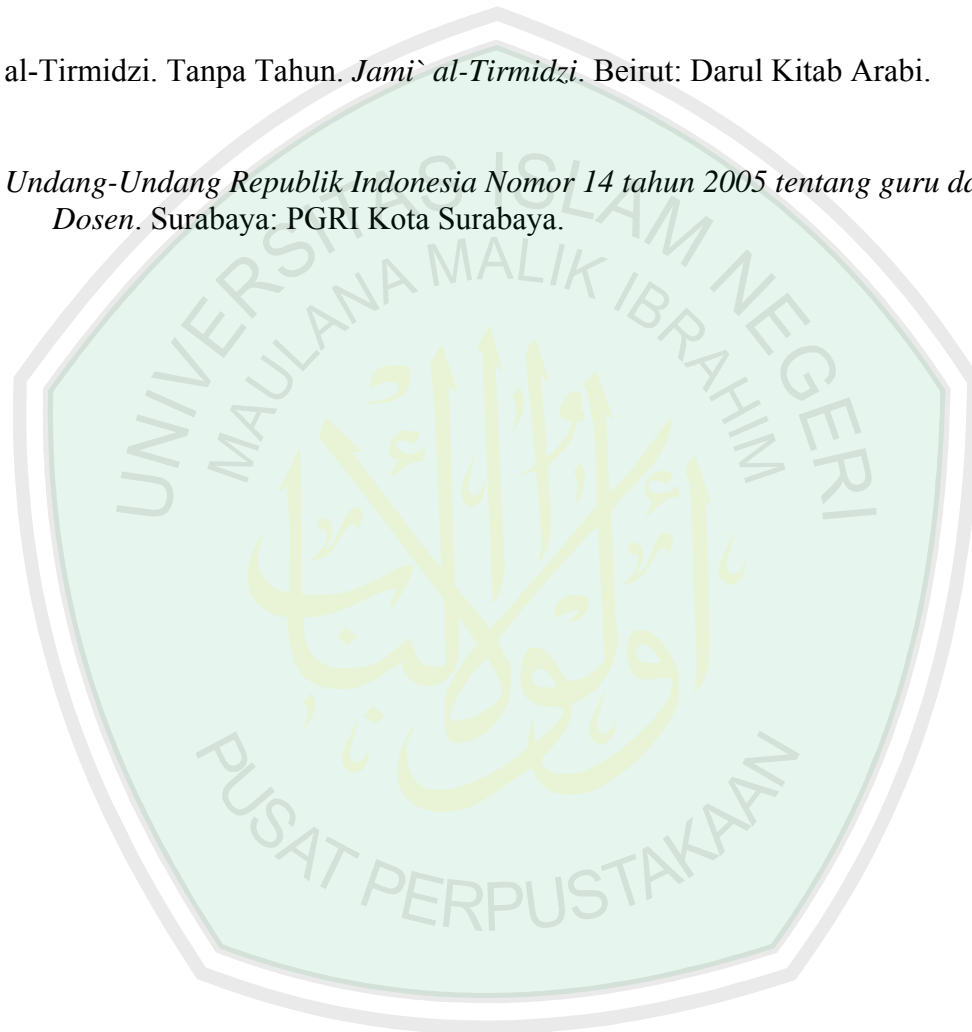 al-Tirmidzi. Tanpa Tahun. Jami` al-Tirmidzi. Beirut: Darul Kitab Arabi.
Undang-Undang Republik Indonesia Nomor 14 tahun 2005 tentang guru da
Dosen. Surabaya: PGRI Kota Surabaya.
UNIVERSITAS ISLAM NEGERI
MAULANA MALIK IBRAHIM
PUSAT PERPUSTAKAAN